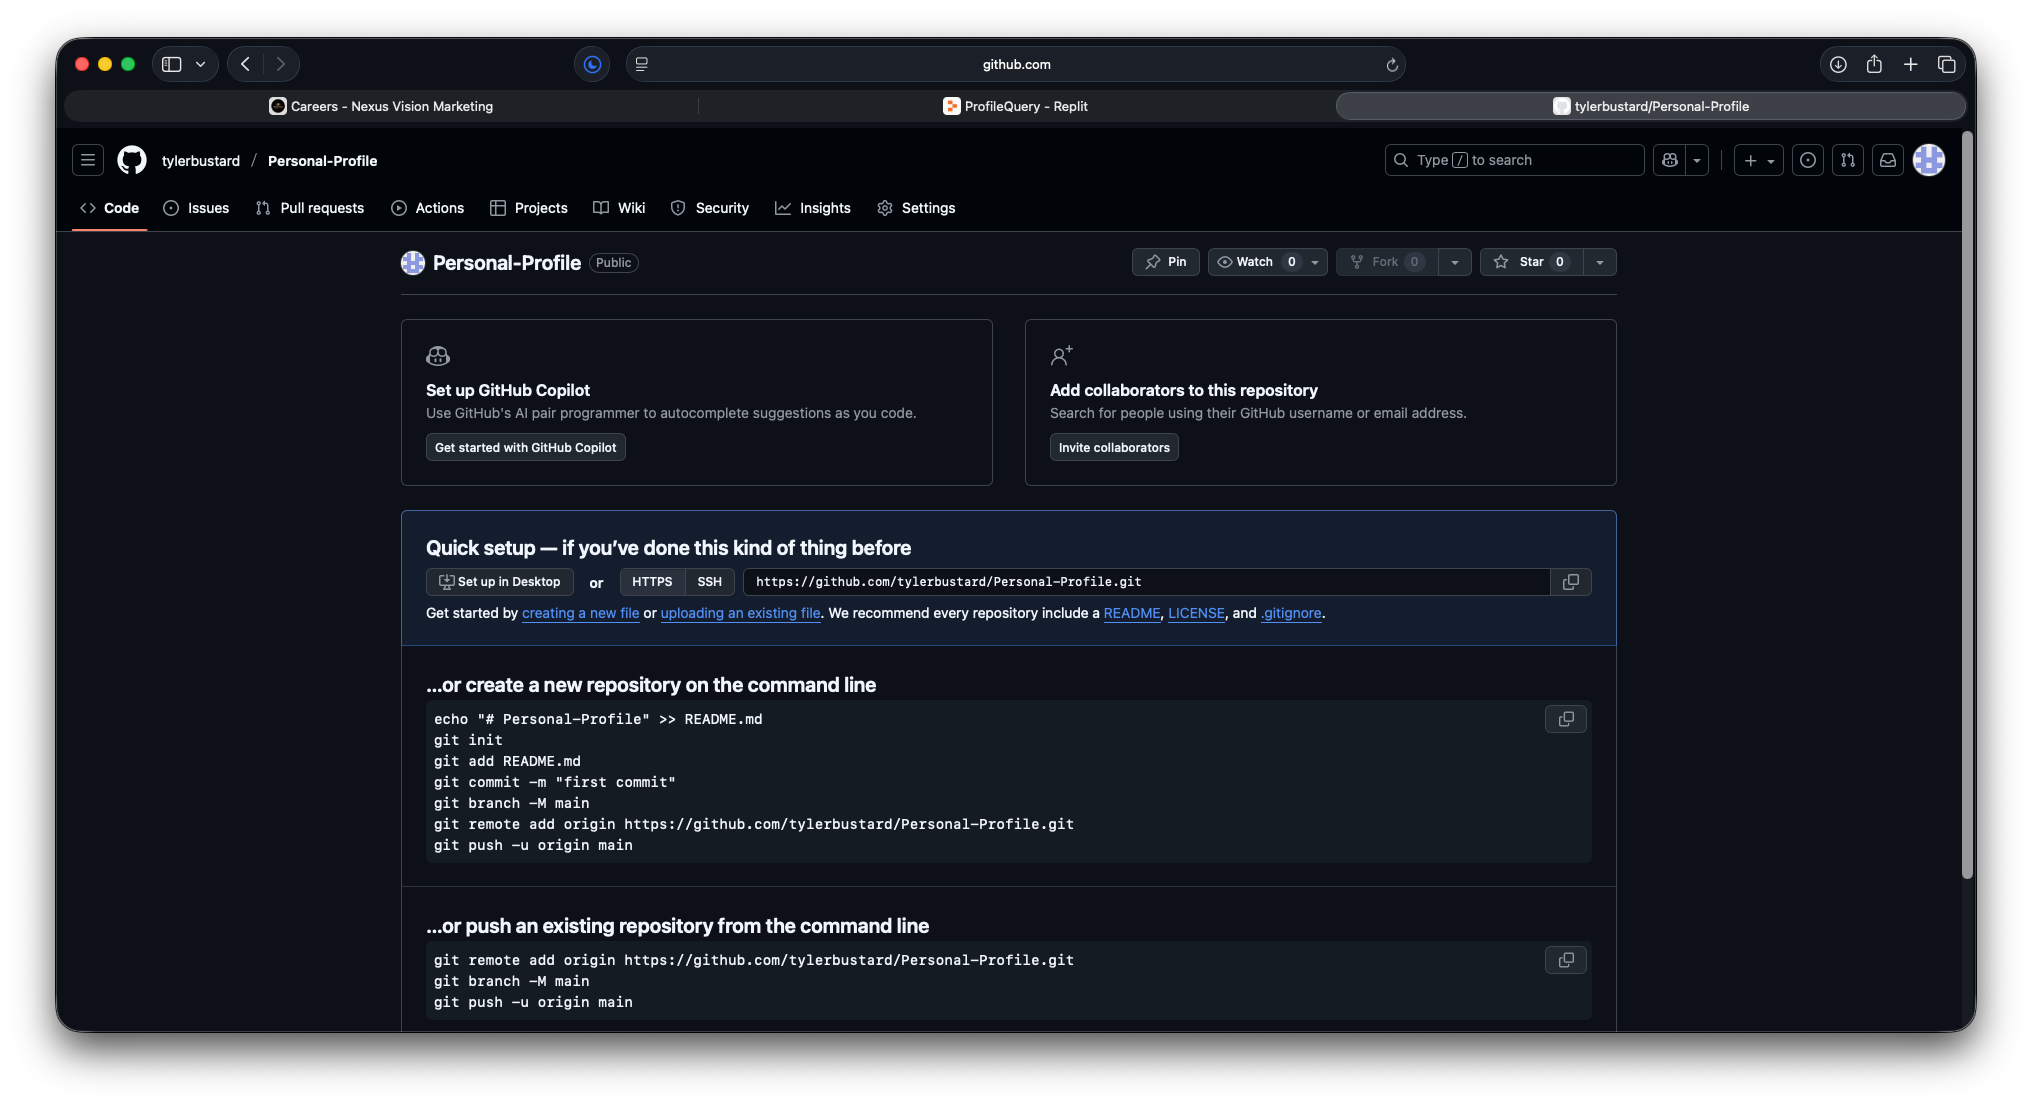 github.com
Careers - Nexus Vision Marketing
ProfileQuery - Replit
tylerbustard/Personal-Profile
tylerbustard / Personal-Profile
Type / to search
Code Issues Pull requests Actions Projects Wiki Security Insights Settings
Personal-Profile Public
Pin Watch 0 Fork 0 Star 0
Set up GitHub Copilot
Use GitHub's AI pair programmer to autocomplete suggestions as you code.
Get started with GitHub Copilot
Add collaborators to this repository
Search for people using their GitHub username or email address.
Invite collaborators
Quick setup — if you’ve done this kind of thing before
Set up in Desktop or HTTPS SSH https://github.com/tylerbustard/Personal-Profile.git
Get started by creating a new file or uploading an existing file. We recommend every repository include a README, LICENSE, and .gitignore.
…or create a new repository on the command line
echo "# Personal-Profile" >> README.md
git init
git add README.md
git commit -m "first commit"
git branch -M main
git remote add origin https://github.com/tylerbustard/Personal-Profile.git
git push -u origin main
…or push an existing repository from the command line
git remote add origin https://github.com/tylerbustard/Personal-Profile.git
git branch -M main
git push -u origin main